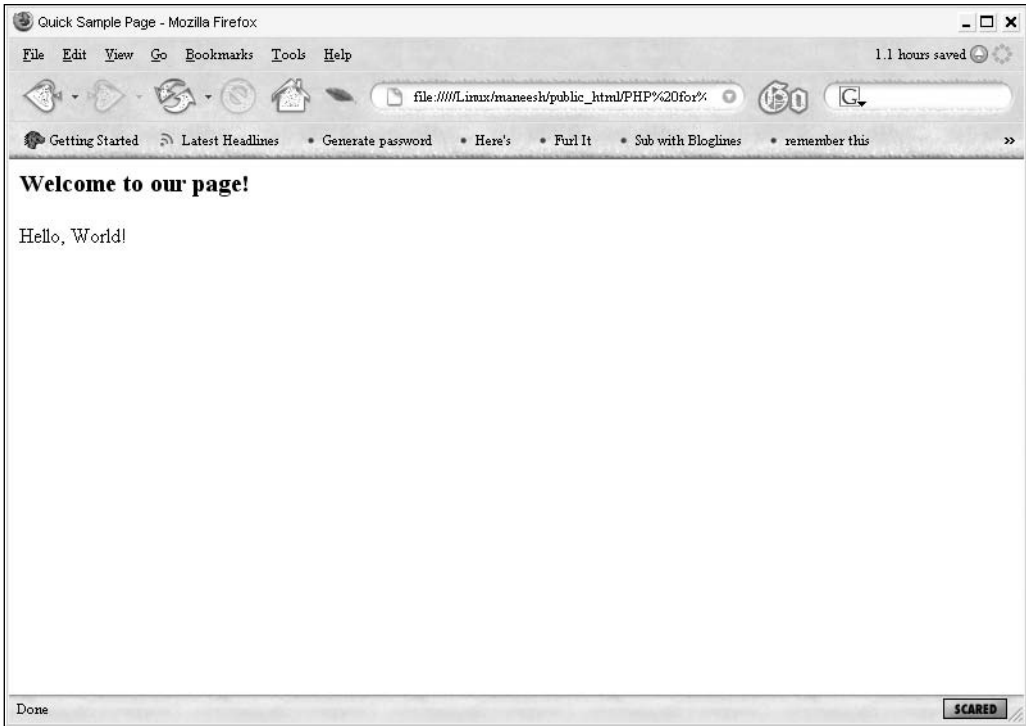 Quick Sample Page - Mozilla Firefox
File Edit View Go Bookmarks Tools Help 1.1 hours saved
file://///Linux/maneesh/public_html/PHP%20for% Go G
Getting Started Latest Headlines Generate password Here's Furl It Sub with Bloglines remember this »
Welcome to our page!
Hello, World!
Done SCARED